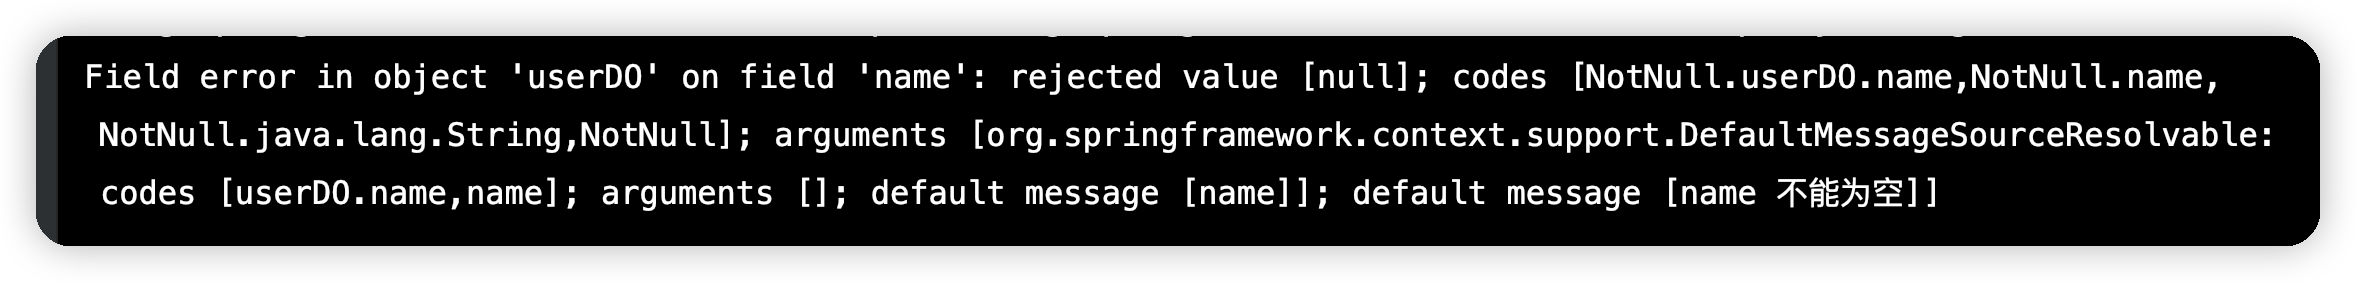 Field error in object 'userDO' on field 'name': rejected value [null]; codes [NotNull.userDO.name,NotNull.name,
NotNull.java.lang.String,NotNull]; arguments [org.springframework.context.support.DefaultMessageSourceResolvable:
codes [userDO.name,name]; arguments []; default message [name]]; default message [name 不能为空]]